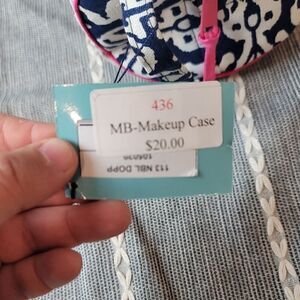 436
MB-Makeup Case
$20.00
113 NBL DOPP